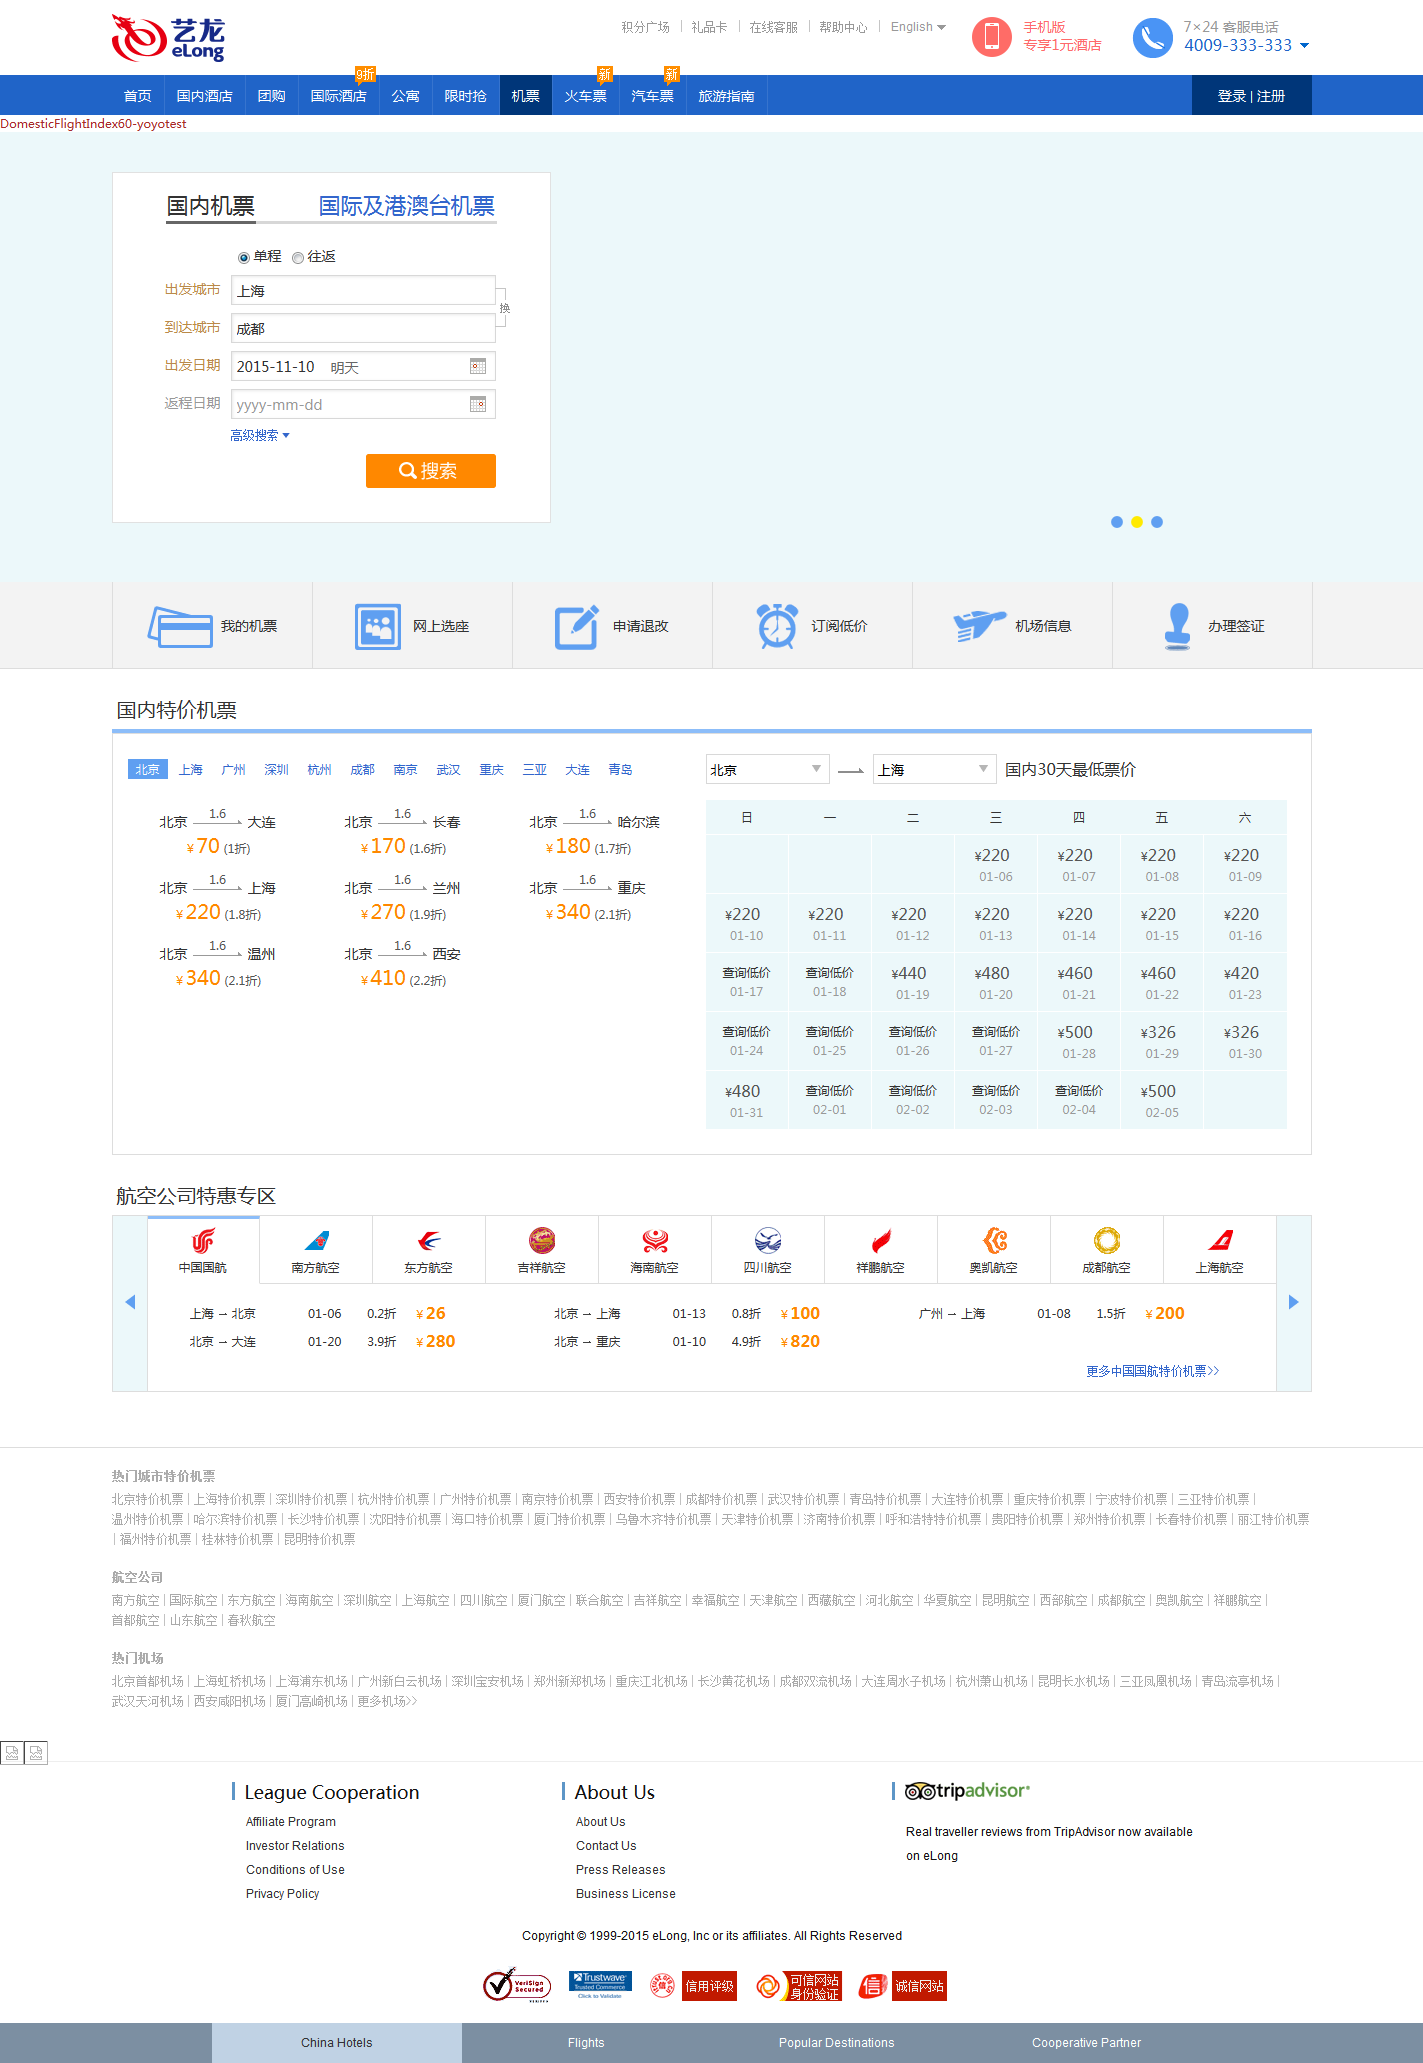 艺龙 eLong
积分广场 | 礼品卡 | 在线客服 | 帮助中心 | English
手机版
专享1元酒店
7×24 客服电话
4009-333-333
9折 新 新
首页 国内酒店 团购 国际酒店 公寓 限时抢 机票 火车票 汽车票 旅游指南 登录 | 注册
DomesticFlightIndex60-yoyotest
国内机票 国际及港澳台机票
单程 往返
出发城市 上海
换
到达城市 成都
出发日期 2015-11-10 明天
返程日期 yyyy-mm-dd
高级搜索
搜索
我的机票 网上选座 申请退改 订阅低价 机场信息 办理签证
国内特价机票
北京 上海 广州 深圳 杭州 成都 南京 武汉 重庆 三亚 大连 青岛
北京 1.6 大连
¥70 (1折)
北京 1.6 长春
¥170 (1.6折)
北京 1.6 哈尔滨
¥180 (1.7折)
北京 1.6 上海
¥220 (1.8折)
北京 1.6 兰州
¥270 (1.9折)
北京 1.6 重庆
¥340 (2.1折)
北京 1.6 温州
¥340 (2.1折)
北京 1.6 西安
¥410 (2.2折)
北京 上海 国内30天最低票价
日 一 二 三 四 五 六
¥220 ¥220 ¥220 ¥220
01-06 01-07 01-08 01-09
¥220 ¥220 ¥220 ¥220 ¥220 ¥220 ¥220
01-10 01-11 01-12 01-13 01-14 01-15 01-16
查询低价 查询低价 ¥440 ¥480 ¥460 ¥460 ¥420
01-17 01-18 01-19 01-20 01-21 01-22 01-23
查询低价 查询低价 查询低价 查询低价 ¥500 ¥326 ¥326
01-24 01-25 01-26 01-27 01-28 01-29 01-30
¥480 查询低价 查询低价 查询低价 查询低价 ¥500
01-31 02-01 02-02 02-03 02-04 02-05
航空公司特惠专区
中国国航 南方航空 东方航空 吉祥航空 海南航空 四川航空 祥鹏航空 奥凯航空 成都航空 上海航空
上海 – 北京 01-06 0.2折 ¥26 北京 – 上海 01-13 0.8折 ¥100 广州 – 上海 01-08 1.5折 ¥200
北京 – 大连 01-20 3.9折 ¥280 北京 – 重庆 01-10 4.9折 ¥820
更多中国国航特价机票>>
热门城市特价机票
北京特价机票 | 上海特价机票 | 深圳特价机票 | 杭州特价机票 | 广州特价机票 | 南京特价机票 | 西安特价机票 | 成都特价机票 | 武汉特价机票 | 青岛特价机票 | 大连特价机票 | 重庆特价机票 | 宁波特价机票 | 三亚特价机票 |
温州特价机票 | 哈尔滨特价机票 | 长沙特价机票 | 沈阳特价机票 | 海口特价机票 | 厦门特价机票 | 乌鲁木齐特价机票 | 天津特价机票 | 济南特价机票 | 呼和浩特特价机票 | 贵阳特价机票 | 郑州特价机票 | 长春特价机票 | 丽江特价机票
| 福州特价机票 | 桂林特价机票 | 昆明特价机票
航空公司
南方航空 | 国际航空 | 东方航空 | 海南航空 | 深圳航空 | 上海航空 | 四川航空 | 厦门航空 | 联合航空 | 吉祥航空 | 幸福航空 | 天津航空 | 西藏航空 | 河北航空 | 华夏航空 | 昆明航空 | 西部航空 | 成都航空 | 奥凯航空 | 祥鹏航空 |
首都航空 | 山东航空 | 春秋航空
热门机场
北京首都机场 | 上海虹桥机场 | 上海浦东机场 | 广州新白云机场 | 深圳宝安机场 | 郑州新郑机场 | 重庆江北机场 | 长沙黄花机场 | 成都双流机场 | 大连周水子机场 | 杭州萧山机场 | 昆明长水机场 | 三亚凤凰机场 | 青岛流亭机场 |
武汉天河机场 | 西安咸阳机场 | 厦门高崎机场 | 更多机场>>
League Cooperation
Affiliate Program
Investor Relations
Conditions of Use
Privacy Policy
About Us
About Us
Contact Us
Press Releases
Business License
tripadvisor
Real traveller reviews from TripAdvisor now available
on eLong
Copyright © 1999-2015 eLong, Inc or its affiliates. All Rights Reserved
VeriSign Secured
Trustwave Trusted Commerce Click to Validate
信用评级
可信网站 身份验证
信 诚信网站
China Hotels Flights Popular Destinations Cooperative Partner